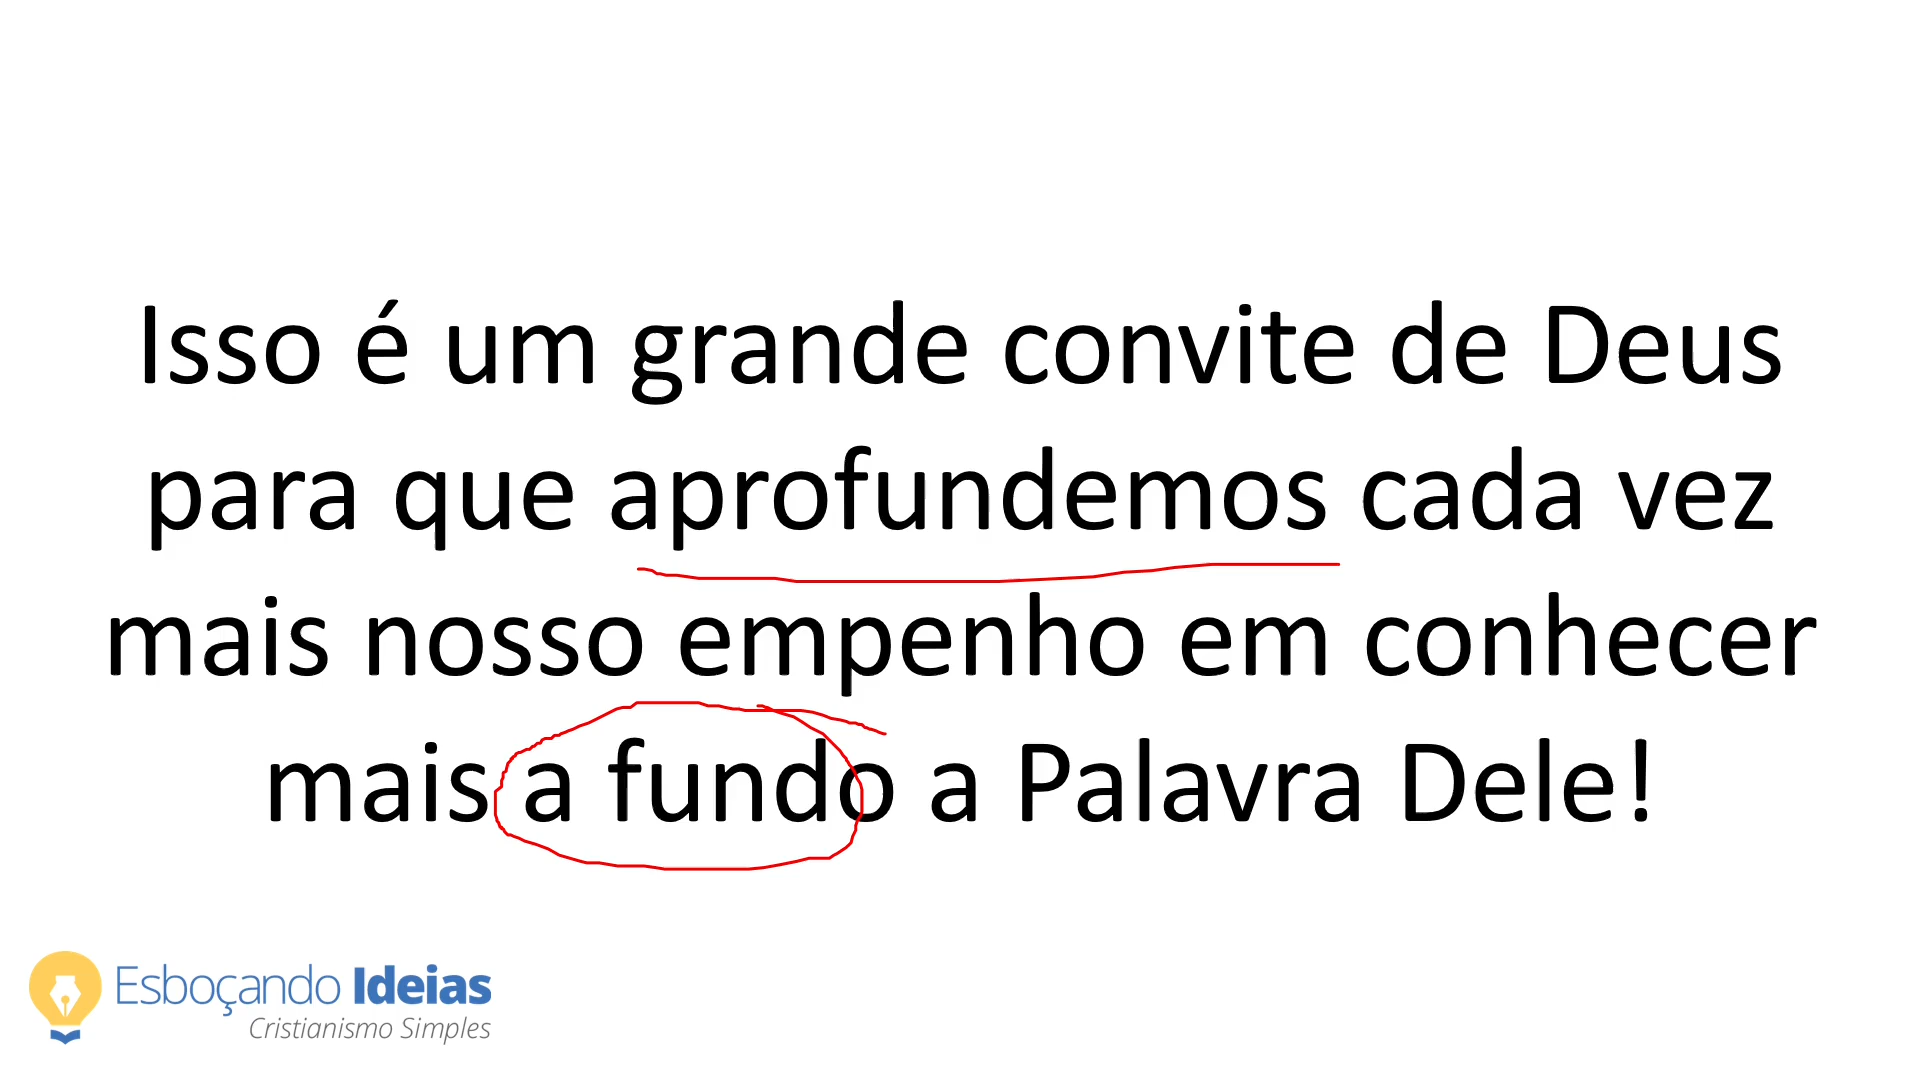 Isso é um grande convite de Deus
para que aprofundemos cada vez
mais nosso empenho em conhecer
mais a fundo a Palavra Dele!
Esboçando Ideias
Cristianismo Simples